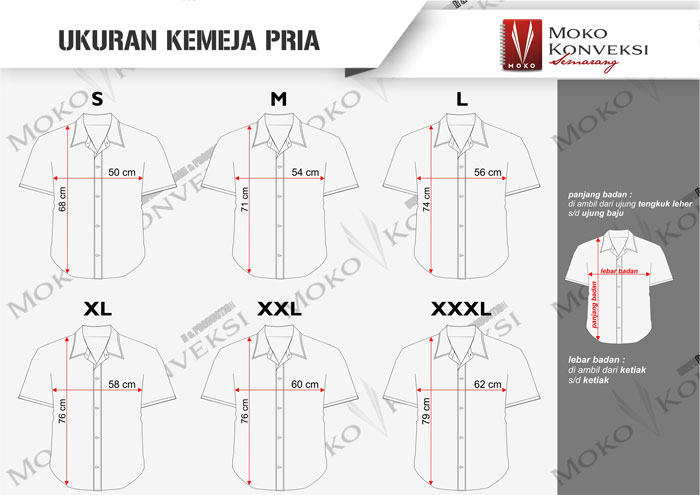 UKURAN KEMEJA PRIA
MOKO
MOKO
KONVEKSI
Semarang
S
M
L
50 cm
68 cm
54 cm
71 cm
56 cm
74 cm
XL
XXL
XXXL
58 cm
76 cm
60 cm
76 cm
62 cm
79 cm
panjang badan :
di ambil dari ujung tengkuk leher
s/d ujung baju
lebar badan
panjang badan
lebar badan :
di ambil dari ketiak
s/d ketiak
MOKO KONVEKSI
MOKO KONVEKSI
MOKO KONVEKSI
MOKO KONVEKSI